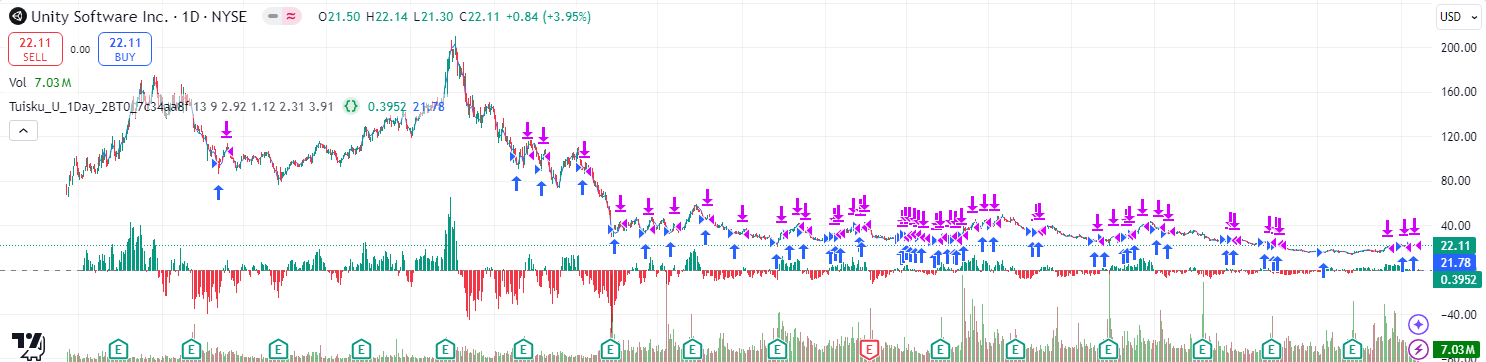 Unity Software Inc. · 1D · NYSE O21.50 H22.14 L21.30 C22.11 +0.84 (+3.95%)
USD
22.11 SELL
0.00
22.11 BUY
Vol 7.03 M
Tuisku_U_1Day_2BT0_7c34aa8f 13 9 2.92 1.12 2.31 3.91 {} 0.3952 21.78
200.00
160.00
120.00
80.00
40.00
22.11
21.78
0.3952
−40.00
7.03 M
E E E E E E E E E E E E E E E